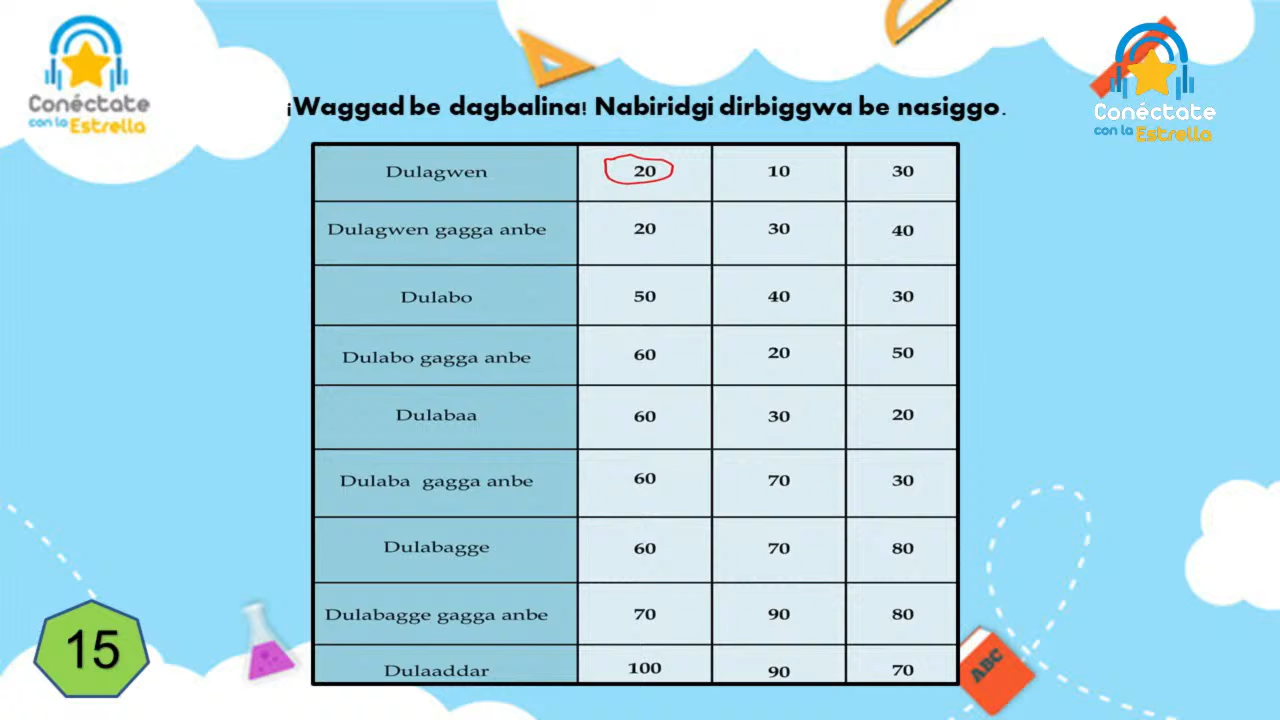 Conéctate
con la Estrella
Conéctate
con la Estrella
¡Waggad be dagbalina! Nabiridgi dirbiggwa be nasiggo.
Dulagwen 20 10 30
Dulagwen gagga anbe 20 30 40
Dulabo 50 40 30
Dulabo gagga anbe 60 20 50
Dulabaa 60 30 20
Dulaba gagga anbe 60 70 30
Dulabagge 60 70 80
Dulabagge gagga anbe 70 90 80
Dulaaddar 100 90 70
15
ABC